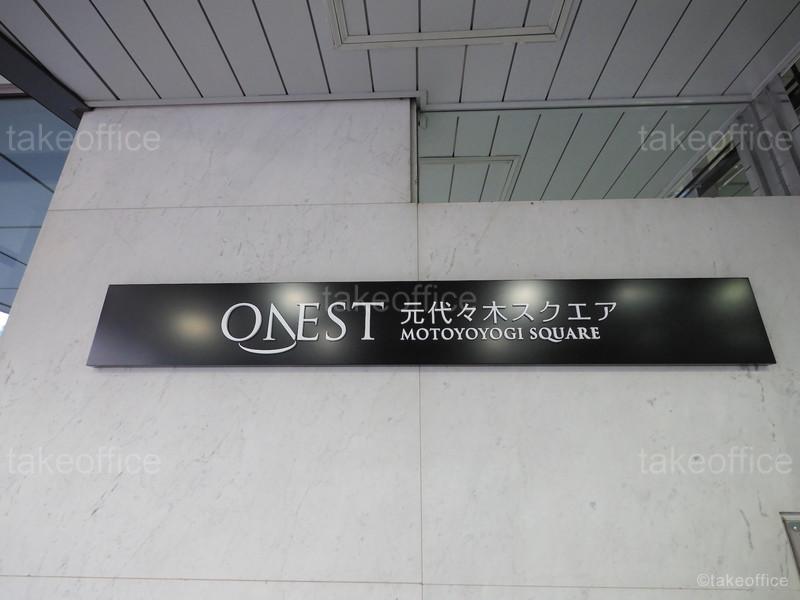 takeoffice takeoffice
takeoffice
ONEST 元代々木スクエア
MOTOYOYOGI SQUARE
takeoffice takeoffice
©takeoffice